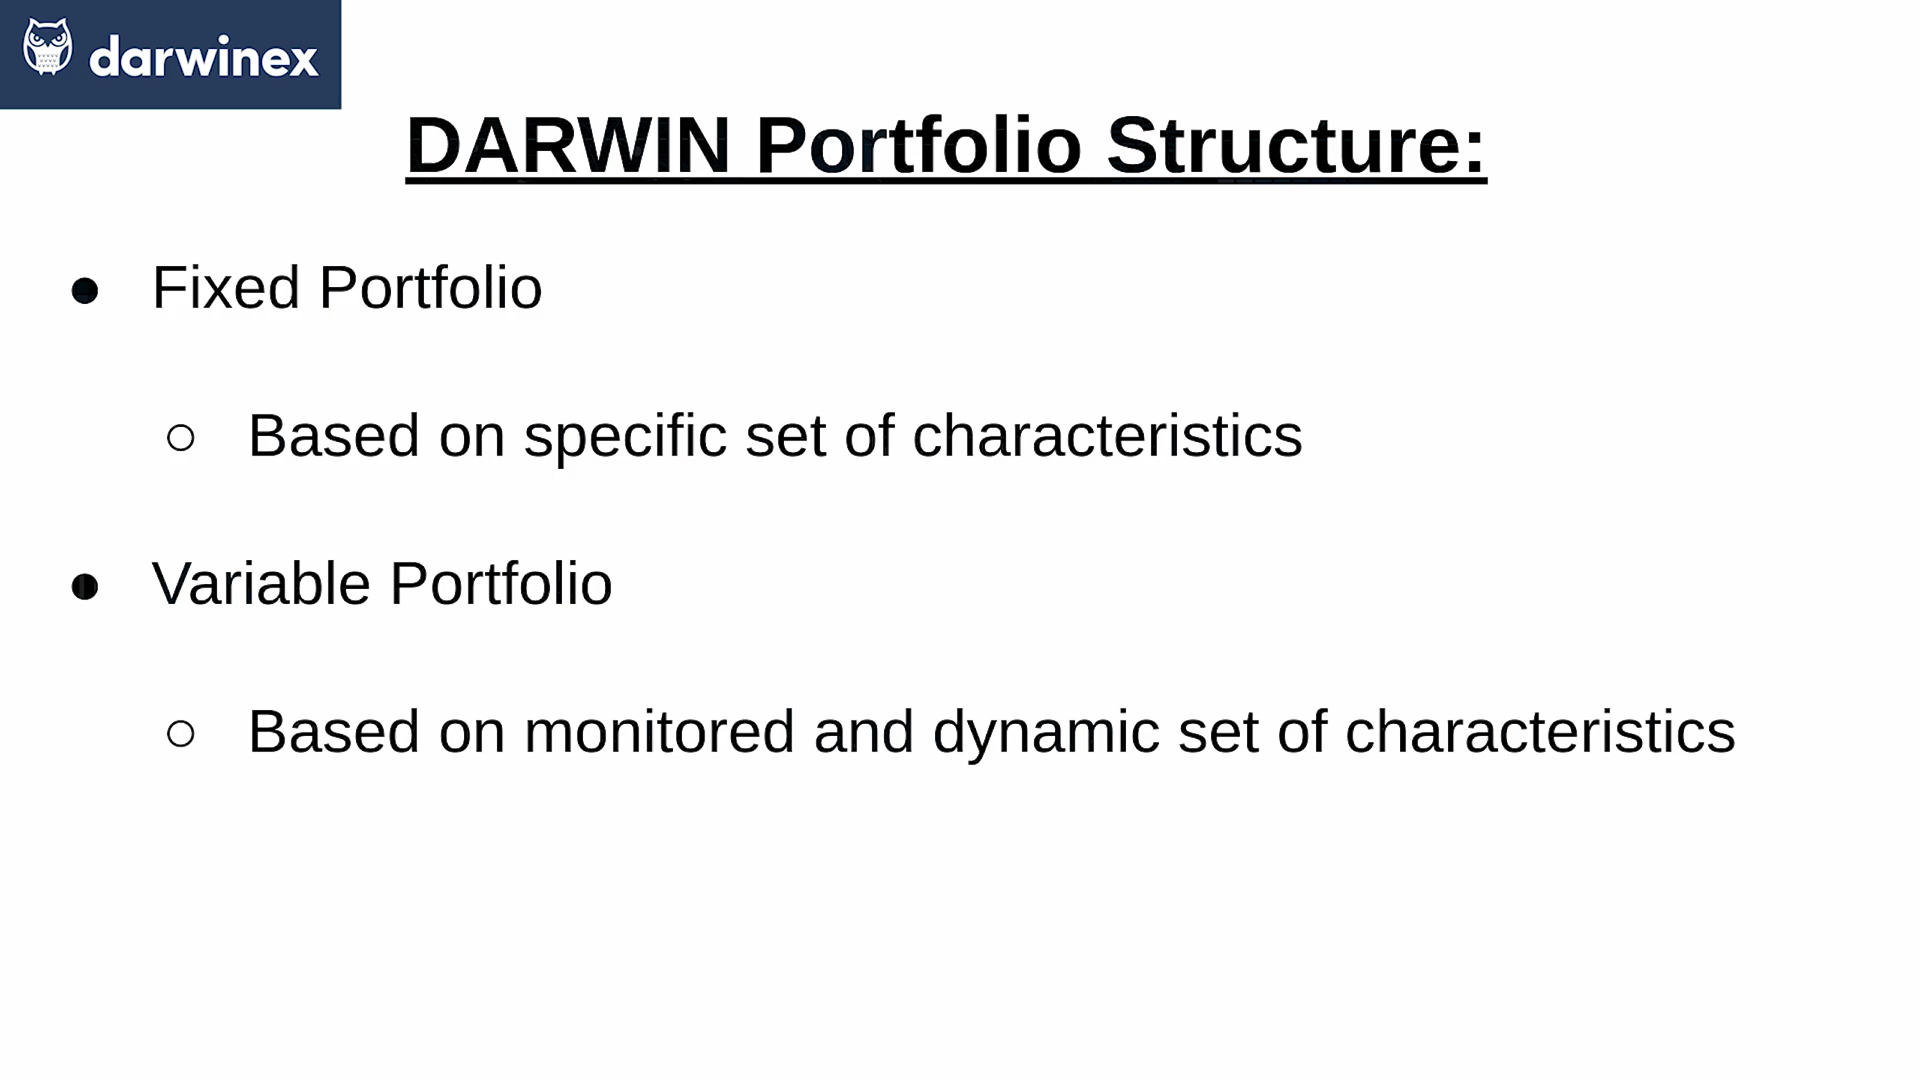 darwinex
DARWIN Portfolio Structure:
● Fixed Portfolio
○ Based on specific set of characteristics
● Variable Portfolio
○ Based on monitored and dynamic set of characteristics